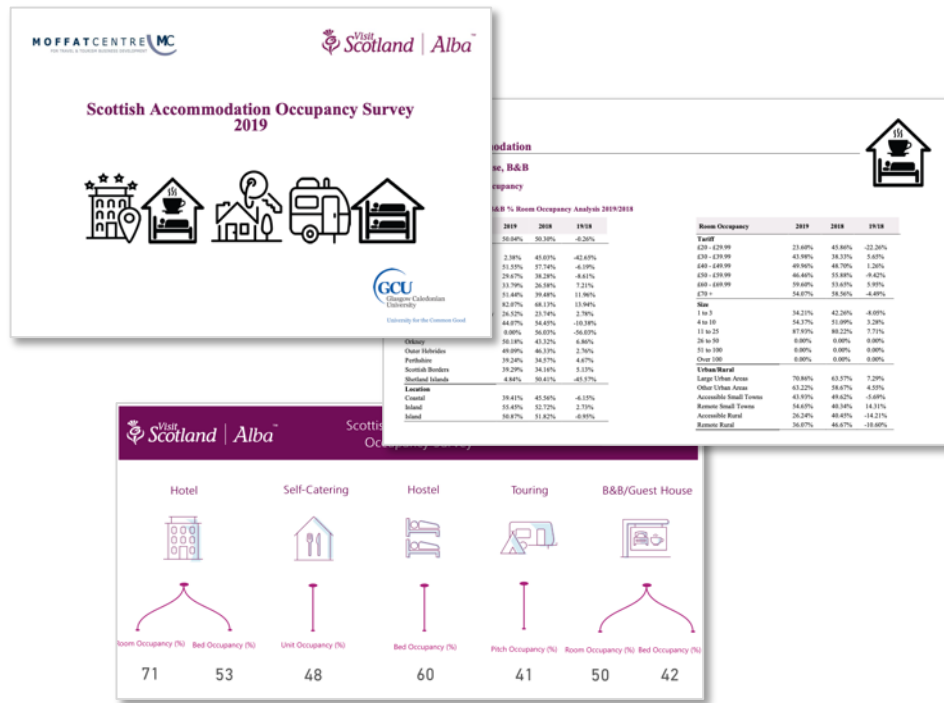 MOFFATCENTRE MC
FOR TRAVEL & TOURISM BUSINESS DEVELOPMENT
Visit
Scotland | Alba™
Scottish Accommodation Occupancy Survey
2019
GCU
Glasgow Caledonian
University
University for the Common Good
modation
se, B&B
cupancy
B&B % Room Occupancy Analysis 2019/2018
2019 2018 19/18
50.04% 50.30% -0.26%
2.38% 45.03% -42.65%
51.55% 57.74% -6.19%
29.67% 38.28% -8.61%
33.79% 26.58% 7.21%
51.44% 39.48% 11.96%
82.07% 68.13% 13.94%
26.52% 23.74% 2.78%
44.07% 54.45% -10.38%
0.00% 56.03% -56.03%
Orkney 50.18% 43.32% 6.86%
Outer Hebrides 49.09% 46.33% 2.76%
Perthshire 39.24% 34.57% 4.67%
Scottish Borders 39.29% 34.16% 5.13%
Shetland Islands 4.84% 50.41% -45.57%
Location
Coastal 39.41% 45.56% -6.15%
Island 55.45% 52.72% 2.73%
Island 50.87% 51.82% -0.95%
Room Occupancy 2019 2018 19/18
Tariff
£20 - £29.99 23.60% 45.86% -22.26%
£30 - £39.99 43.98% 38.33% 5.65%
£40 - £49.99 49.96% 48.70% 1.26%
£50 - £59.99 46.46% 55.88% -9.42%
£60 - £69.99 59.60% 53.65% 5.95%
£70 + 54.07% 58.56% -4.49%
Size
1 to 3 34.21% 42.26% -8.05%
4 to 10 54.37% 51.09% 3.28%
11 to 25 87.93% 80.22% 7.71%
26 to 50 0.00% 0.00% 0.00%
51 to 100 0.00% 0.00% 0.00%
Over 100 0.00% 0.00% 0.00%
Urban/Rural
Large Urban Areas 70.86% 63.57% 7.29%
Other Urban Areas 63.22% 58.67% 4.55%
Accessible Small Towns 43.93% 49.62% -5.69%
Remote Small Towns 54.65% 40.34% 14.31%
Accessible Rural 26.24% 40.45% -14.21%
Remote Rural 36.07% 46.67% -10.60%
Visit
Scotland | Alba™
Scottis
Occupancy Survey
Hotel Self-Catering Hostel Touring B&B/Guest House
Room Occupancy (%) Bed Occupancy (%) Unit Occupancy (%) Bed Occupancy (%) Pitch Occupancy (%) Room Occupancy (%) Bed Occupancy (%)
71 53 48 60 41 50 42